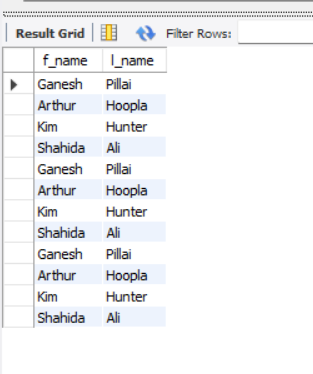 Result Grid Filter Rows:
f_name l_name
Ganesh Pillai
Arthur Hoopla
Kim Hunter
Shahida Ali
Ganesh Pillai
Arthur Hoopla
Kim Hunter
Shahida Ali
Ganesh Pillai
Arthur Hoopla
Kim Hunter
Shahida Ali